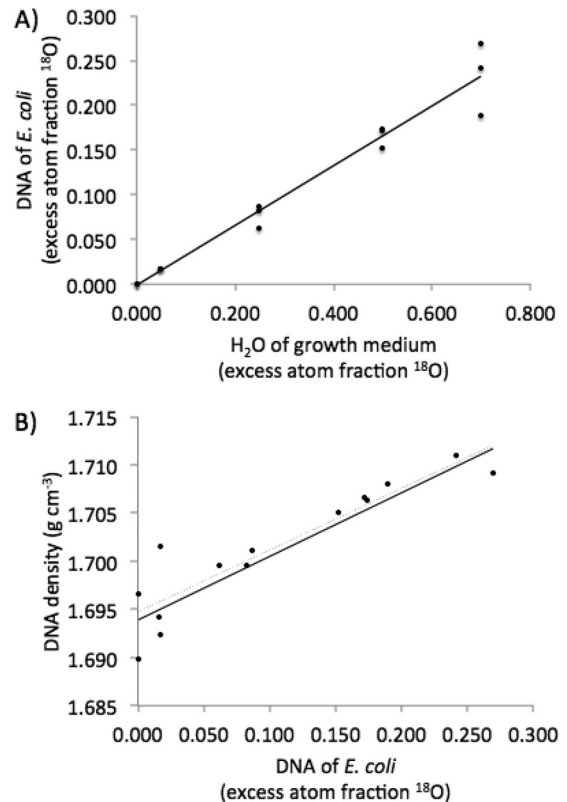 A)
DNA of E. coli
(excess atom fraction ¹⁸O)
0.300
0.250
0.200
0.150
0.100
0.050
0.000
0.000 0.200 0.400 0.600 0.800
H₂O of growth medium
(excess atom fraction ¹⁸O)
B)
DNA density (g cm⁻³)
1.715
1.710
1.705
1.700
1.695
1.690
1.685
0.000 0.050 0.100 0.150 0.200 0.250 0.300
DNA of E. coli
(excess atom fraction ¹⁸O)